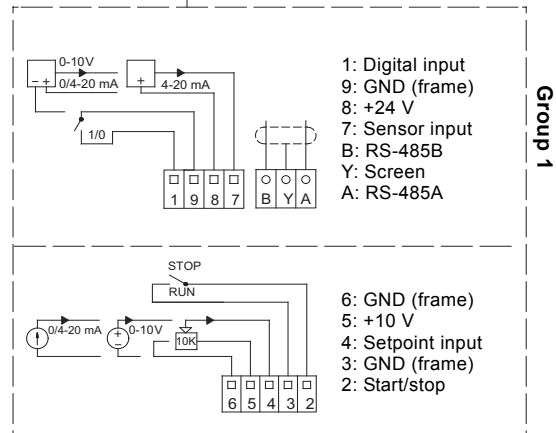 0-10V
− +
0/4-20 mA
+
4-20 mA
1/0
1 9 8 7
B Y A
1: Digital input
9: GND (frame)
8: +24 V
7: Sensor input
B: RS-485B
Y: Screen
A: RS-485A
Group 1
STOP
RUN
0/4-20 mA
+
−
0-10V
10K
6 5 4 3 2
6: GND (frame)
5: +10 V
4: Setpoint input
3: GND (frame)
2: Start/stop